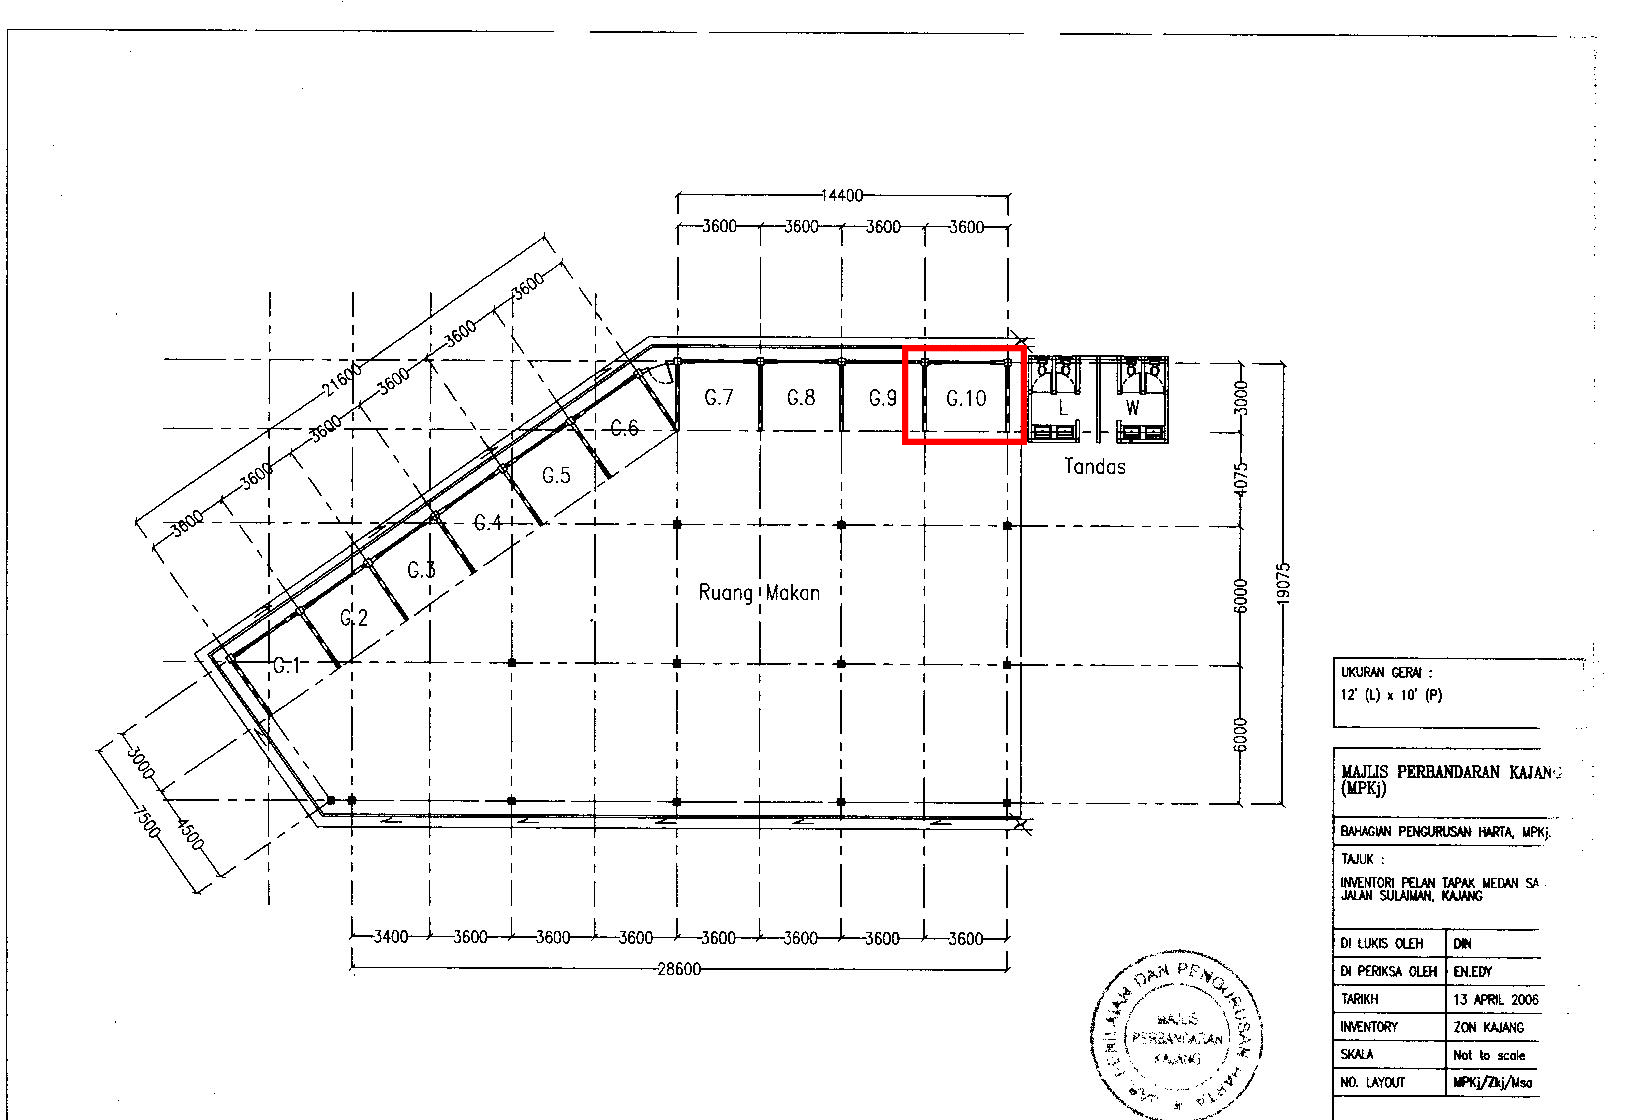 14400
3600 3600 3600 3600
3600
3600
3600
3600
3600
3600
21600
G.1
G.2
G.3
G.4
G.5
G.6
G.7
G.8
G.9
G.10
L
W
Tandas
3000
4075
6000
6000
19075
Ruang Makan
3000
4500
7500
3400 3600 3600 3600 3600 3600 3600 3600
28600
UKURAN GERAI :
12' (L) x 10' (P)
MAJLIS PERBANDARAN KAJANG
(MPKj)
BAHAGIAN PENGURUSAN HARTA, MPKj.
TAJUK :
INVENTORI PELAN TAPAK MEDAN
JALAN SULAIMAN, KAJANG
DI LUKIS OLEH DIN
DI PERIKSA OLEH EN.EDY
TARIKH 13 APRIL 2006
INVENTORY ZON KAJANG
SKALA Not to scale
NO. LAYOUT MPKj/Zkj/Msa
JAB. PENILAIAN DAN PENGURUSAN HARTA
MAJLIS
PERBANDARAN
KAJANG